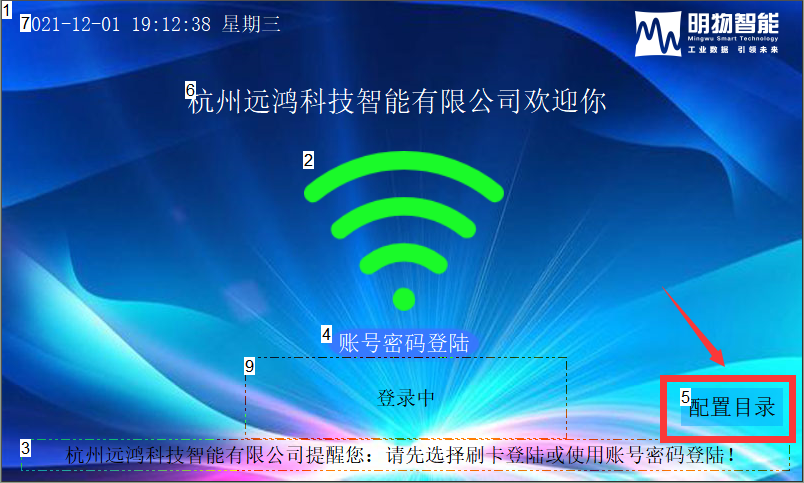 1
7
2021-12-01 19:12:38 星期三
明物智能
Mingwu Smart Technology
工业数据 引领未来
6
杭州远鸿科技智能有限公司欢迎你
2
4
账号密码登陆
9
登录中
5
配置目录
3
杭州远鸿科技智能有限公司提醒您：请先选择刷卡登陆或使用账号密码登陆！